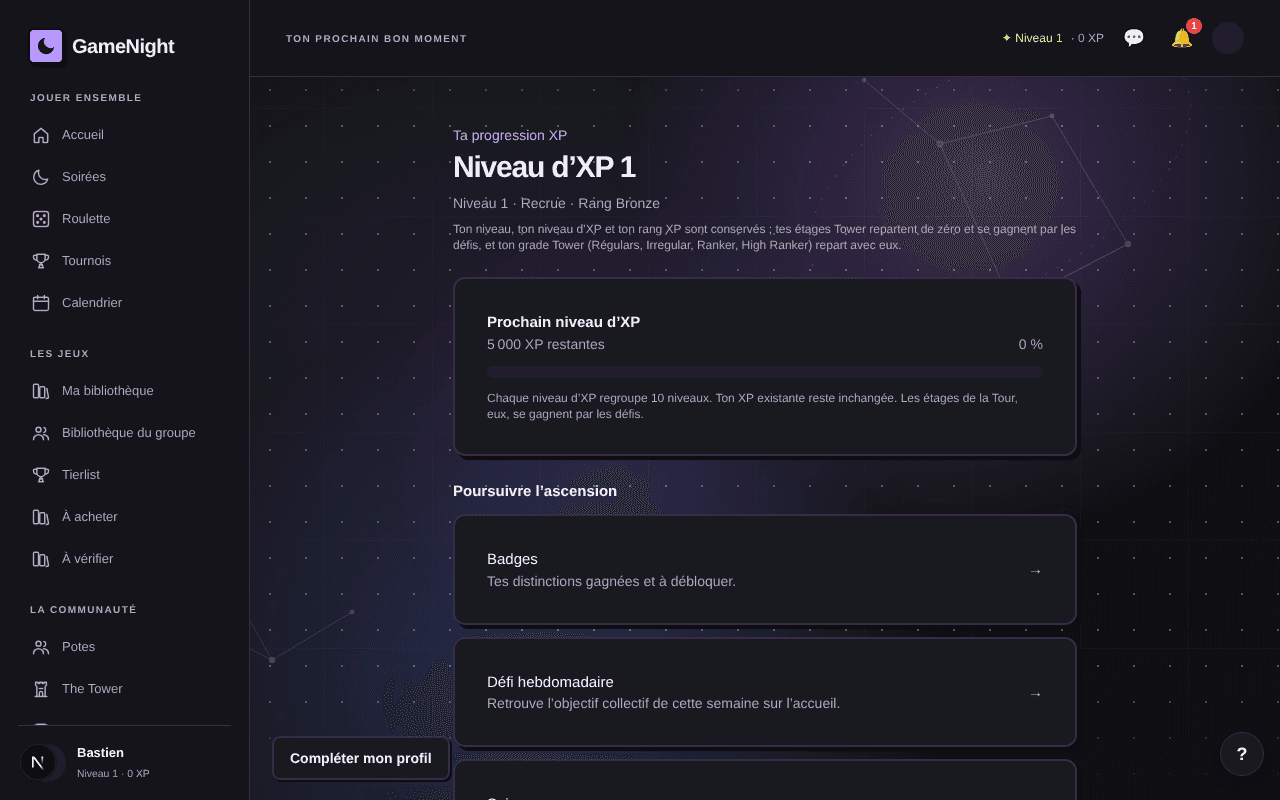 GameNight
JOUER ENSEMBLE
Accueil
Soirées
Roulette
Tournois
Calendrier
LES JEUX
Ma bibliothèque
Bibliothèque du groupe
Tierlist
À acheter
À vérifier
LA COMMUNAUTÉ
Potes
The Tower
N
Bastien
Niveau 1 · 0 XP
TON PROCHAIN BON MOMENT
✦ Niveau 1 · 0 XP
1
Ta progression XP
Niveau d’XP 1
Niveau 1 · Recrue · Rang Bronze
Ton niveau, ton niveau d’XP et ton rang XP sont conservés ; tes étages Tower repartent de zéro et se gagnent par les
défis, et ton grade Tower (Régulars, Irregular, Ranker, High Ranker) repart avec eux.
Prochain niveau d’XP
5 000 XP restantes
0 %
Chaque niveau d’XP regroupe 10 niveaux. Ton XP existante reste inchangée. Les étages de la Tour,
eux, se gagnent par les défis.
Poursuivre l’ascension
Badges
Tes distinctions gagnées et à débloquer.
→
Défi hebdomadaire
Retrouve l’objectif collectif de cette semaine sur l’accueil.
→
Compléter mon profil
?